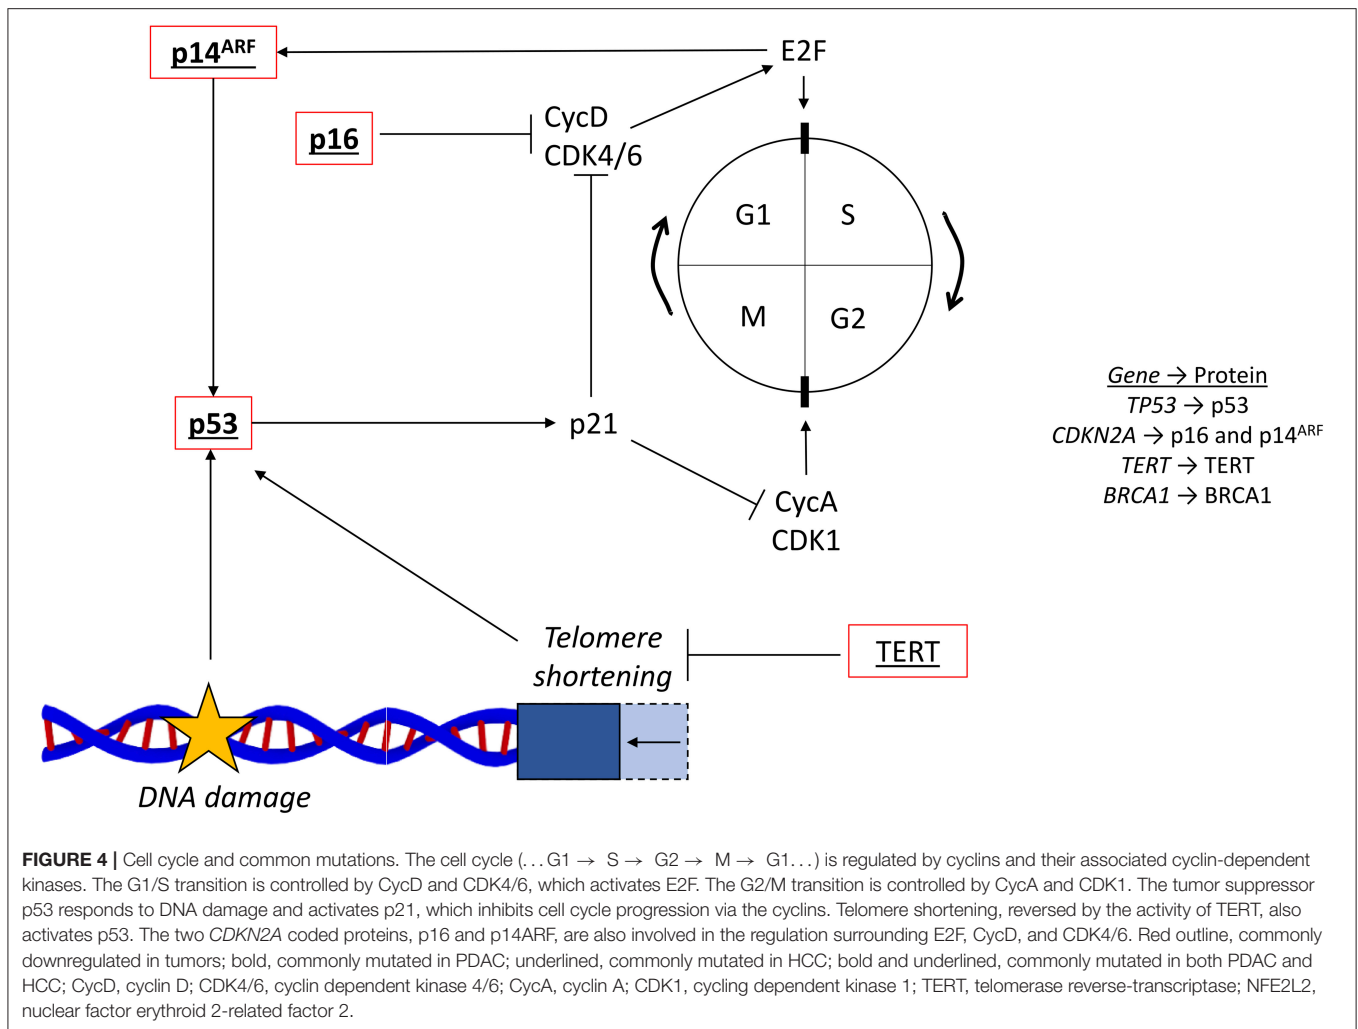 p14ARF
E2F
p16
CycD
CDK4/6
G1
S
M
G2
p53
p21
CycA
CDK1
Gene → Protein
TP53 → p53
CDKN2A → p16 and p14ARF
TERT → TERT
BRCA1 → BRCA1
Telomere
shortening
TERT
DNA damage
FIGURE 4 | Cell cycle and common mutations. The cell cycle (...G1 → S → G2 → M → G1...) is regulated by cyclins and their associated cyclin-dependent
kinases. The G1/S transition is controlled by CycD and CDK4/6, which activates E2F. The G2/M transition is controlled by CycA and CDK1. The tumor suppressor
p53 responds to DNA damage and activates p21, which inhibits cell cycle progression via the cyclins. Telomere shortening, reversed by the activity of TERT, also
activates p53. The two CDKN2A coded proteins, p16 and p14ARF, are also involved in the regulation surrounding E2F, CycD, and CDK4/6. Red outline, commonly
downregulated in tumors; bold, commonly mutated in PDAC; underlined, commonly mutated in HCC; bold and underlined, commonly mutated in both PDAC and
HCC; CycD, cyclin D; CDK4/6, cyclin dependent kinase 4/6; CycA, cyclin A; CDK1, cycling dependent kinase 1; TERT, telomerase reverse-transcriptase; NFE2L2,
nuclear factor erythroid 2-related factor 2.